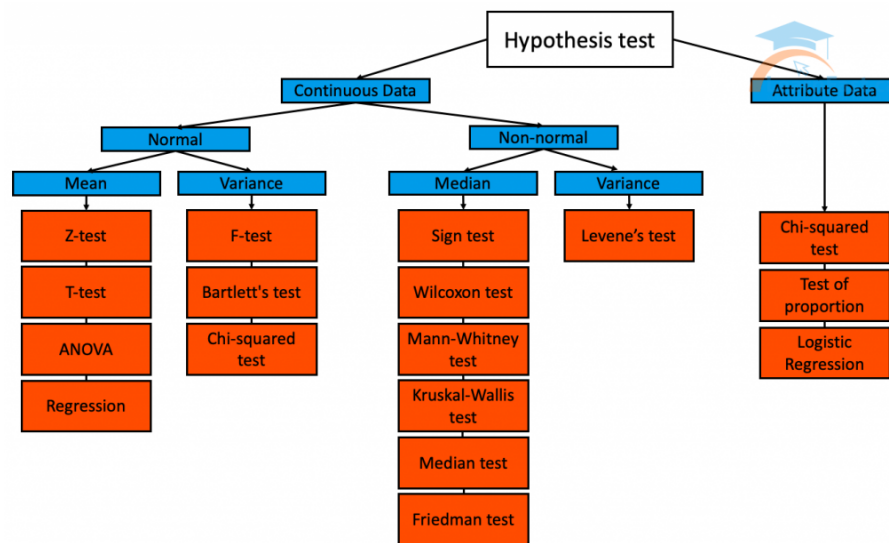 Hypothesis test
Continuous Data
Attribute Data
Normal
Non-normal
Mean
Variance
Median
Variance
Z-test
F-test
Sign test
Levene's test
Chi-squared
test
T-test
Bartlett's test
Wilcoxon test
Test of
proportion
ANOVA
Chi-squared
test
Mann-Whitney
test
Logistic
Regression
Regression
Kruskal-Wallis
test
Median test
Friedman test